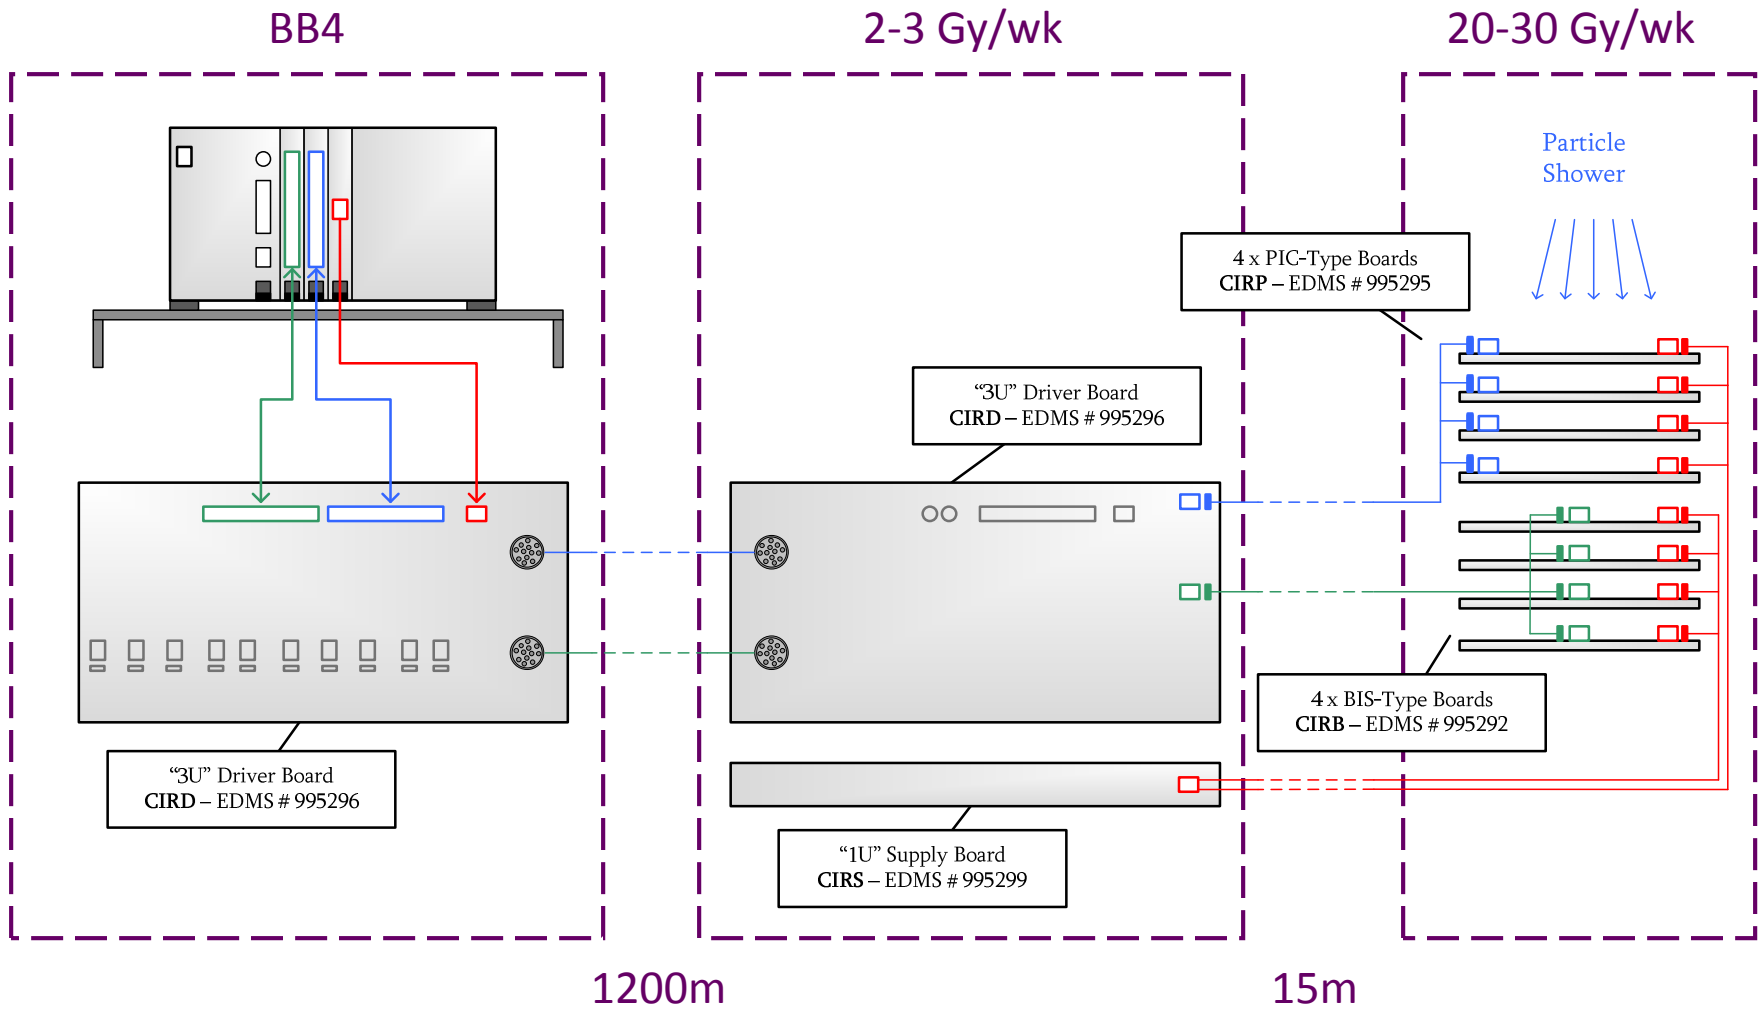 BB4
2-3 Gy/wk
20-30 Gy/wk
Particle
Shower
4 x PIC-Type Boards
CIRP – EDMS # 995295
“3U” Driver Board
CIRD – EDMS # 995296
4 x BIS-Type Boards
CIRB – EDMS # 995292
“3U” Driver Board
CIRD – EDMS # 995296
“1U” Supply Board
CIRS – EDMS # 995299
1200m
15m